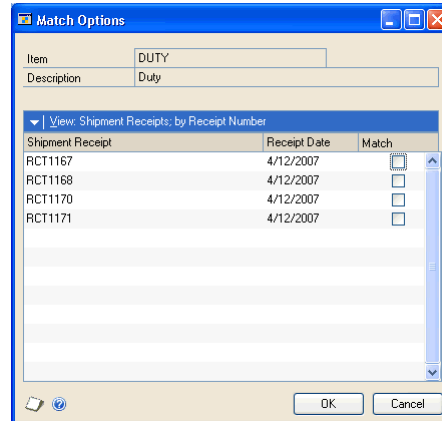 Match Options
Item DUTY
Description Duty
View: Shipment Receipts; by Receipt Number
Shipment Receipt Receipt Date Match
RCT1167 4/12/2007
RCT1168 4/12/2007
RCT1170 4/12/2007
RCT1171 4/12/2007
OK Cancel